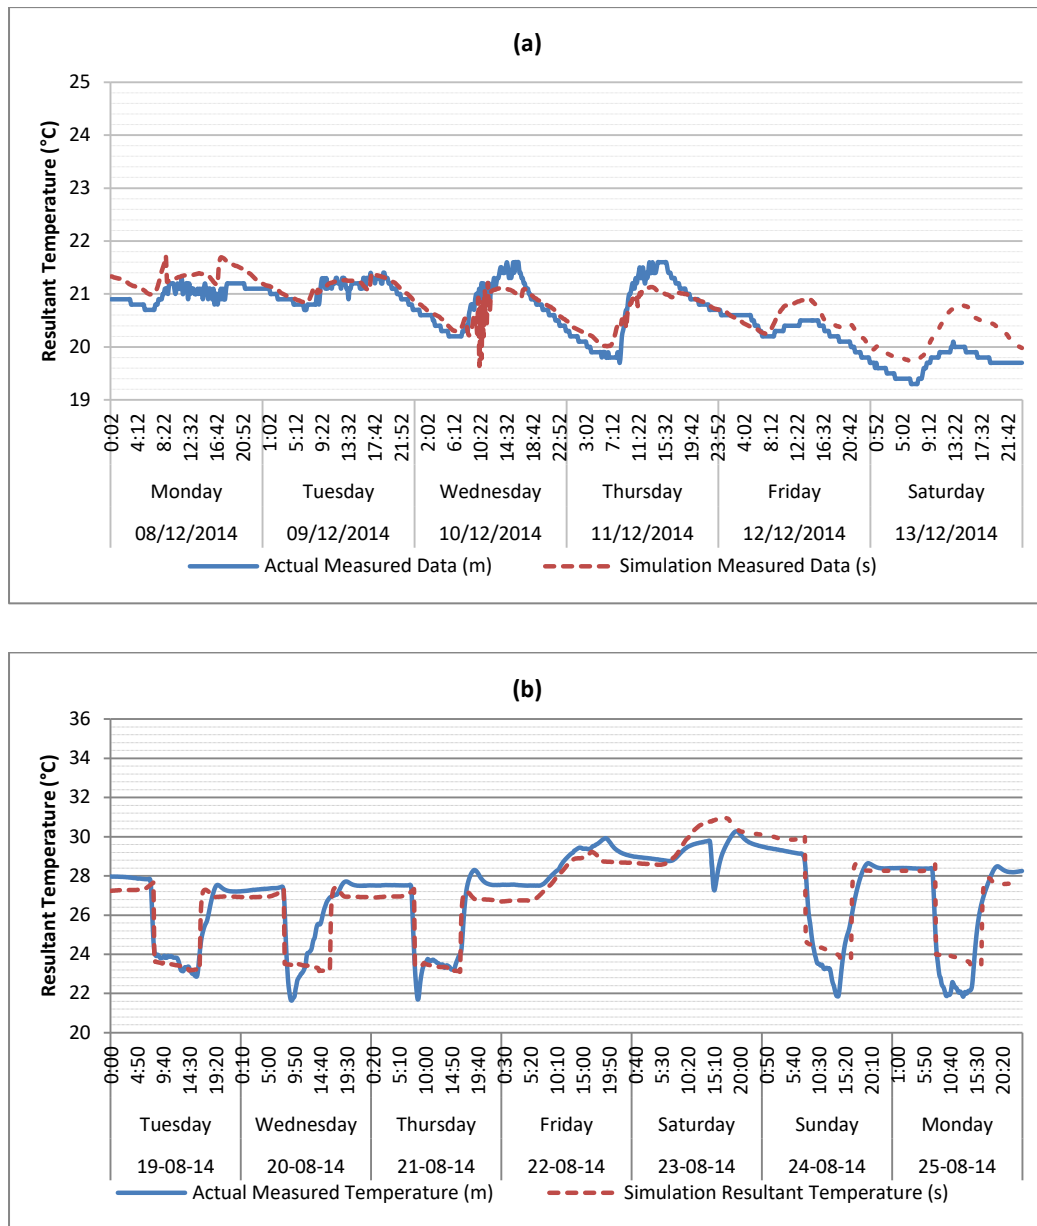 (a)
Resultant Temperature (°C)
25
24
23
22
21
20
19
0:02 4:12 8:22 12:32 16:42 20:52 1:02 5:12 9:22 13:32 17:42 21:52 2:02 6:12 10:22 14:32 18:42 22:52 3:02 7:12 11:22 15:32 19:42 23:52 4:02 8:12 12:22 16:32 20:42 0:52 5:02 9:12 13:22 17:32 21:42
Monday Tuesday Wednesday Thursday Friday Saturday
08/12/2014 09/12/2014 10/12/2014 11/12/2014 12/12/2014 13/12/2014
Actual Measured Data (m) Simulation Measured Data (s)
(b)
Resultant Temperature (°C)
36
34
32
30
28
26
24
22
20
0:00 4:50 9:40 14:30 19:20 0:10 5:00 9:50 14:40 19:30 0:20 5:10 10:00 14:50 19:40 0:30 5:20 10:10 15:00 19:50 0:40 5:30 10:20 15:10 20:00 0:50 5:40 10:30 15:20 20:10 1:00 5:50 10:40 15:30 20:20
Tuesday Wednesday Thursday Friday Saturday Sunday Monday
19-08-14 20-08-14 21-08-14 22-08-14 23-08-14 24-08-14 25-08-14
Actual Measured Temperature (m) Simulation Resultant Temperature (s)